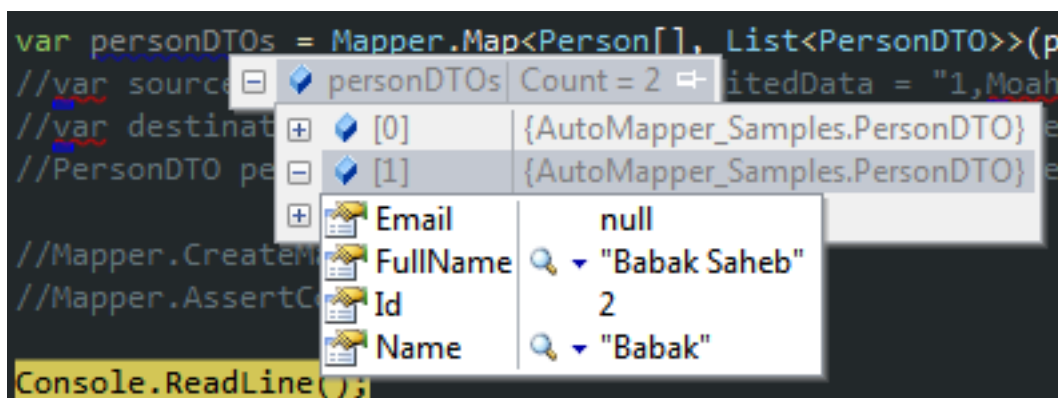 var personDTOs = Mapper.Map<Person[], List<PersonDTO>>(p
//var source personDTOs Count = 2 itedData = "1,Moah
//var destinat [0] {AutoMapper_Samples.PersonDTO} e
//PersonDTO pe [1] {AutoMapper_Samples.PersonDTO} e
Email null
//Mapper.CreateMa FullName "Babak Saheb"
//Mapper.AssertCo Id 2
Name "Babak"
Console.ReadLine();